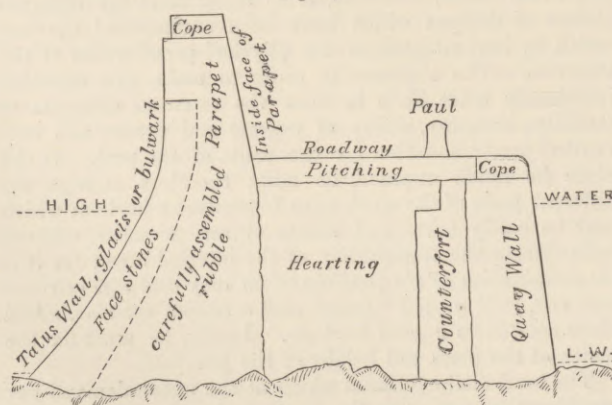 Cope
Inside face of
Parapet
Parapet
Paul
Roadway
Pitching
Cope
HIGH
WATER
Talus Wall, glacis or bulwark
Face stones
carefully assembled
rubble
Hearting
Counterfort
Quay Wall
L.W.